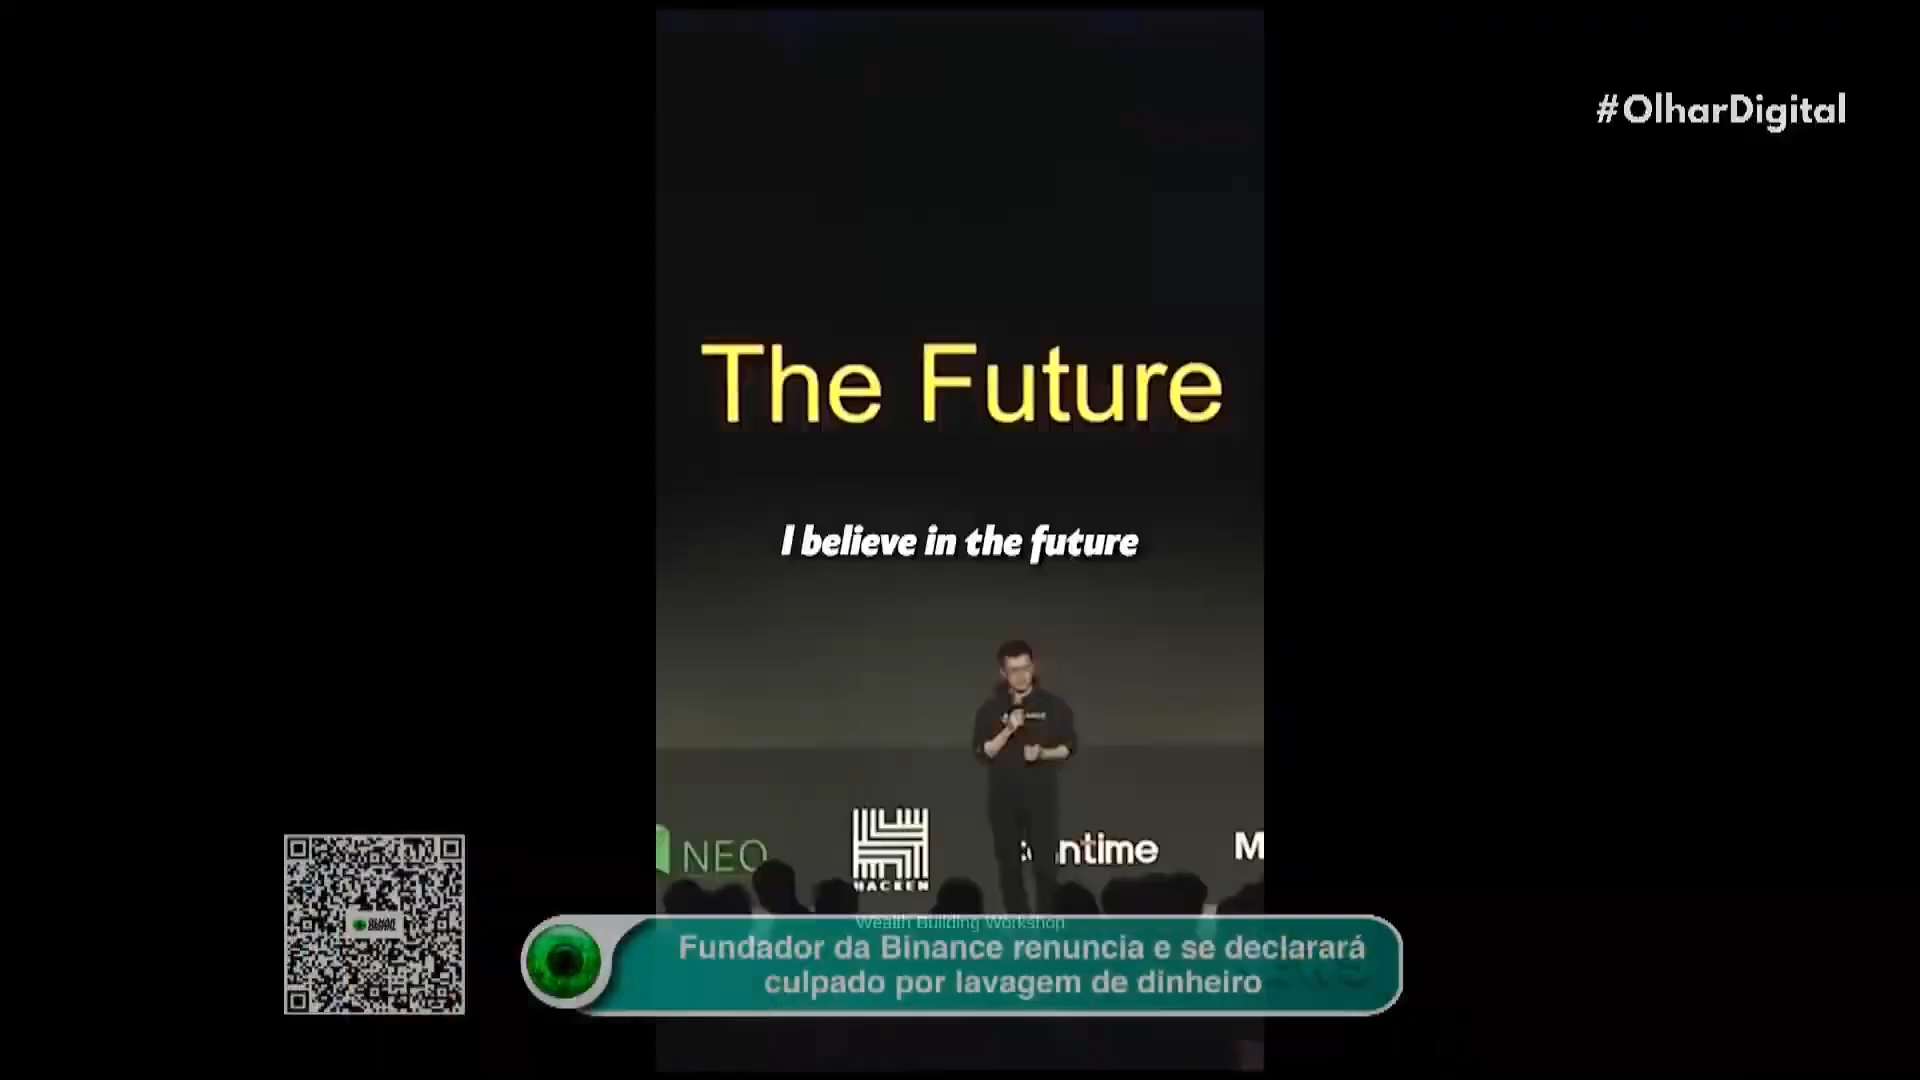 #OlharDigital
The Future
I believe in the future
NEO
HACKEN
ntime
M
Wealth Building Workshop
Fundador da Binance renuncia e se declarará
culpado por lavagem de dinheiro